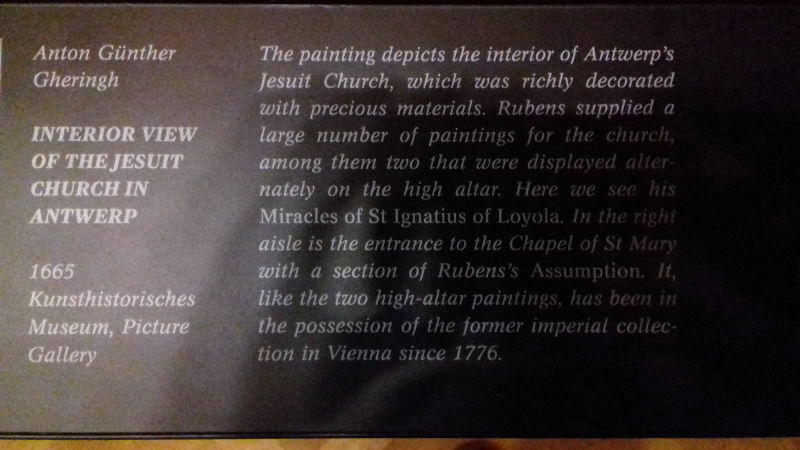 Anton Günther
Gheringh
INTERIOR VIEW
OF THE JESUIT
CHURCH IN
ANTWERP
1665
Kunsthistorisches
Museum, Picture
Gallery
The painting depicts the interior of Antwerp's
Jesuit Church, which was richly decorated
with precious materials. Rubens supplied a
large number of paintings for the church,
among them two that were displayed alter-
nately on the high altar. Here we see his
Miracles of St Ignatius of Loyola. In the right
aisle is the entrance to the Chapel of St Mary
with a section of Rubens's Assumption. It,
like the two high-altar paintings, has been in
the possession of the former imperial collec-
tion in Vienna since 1776.